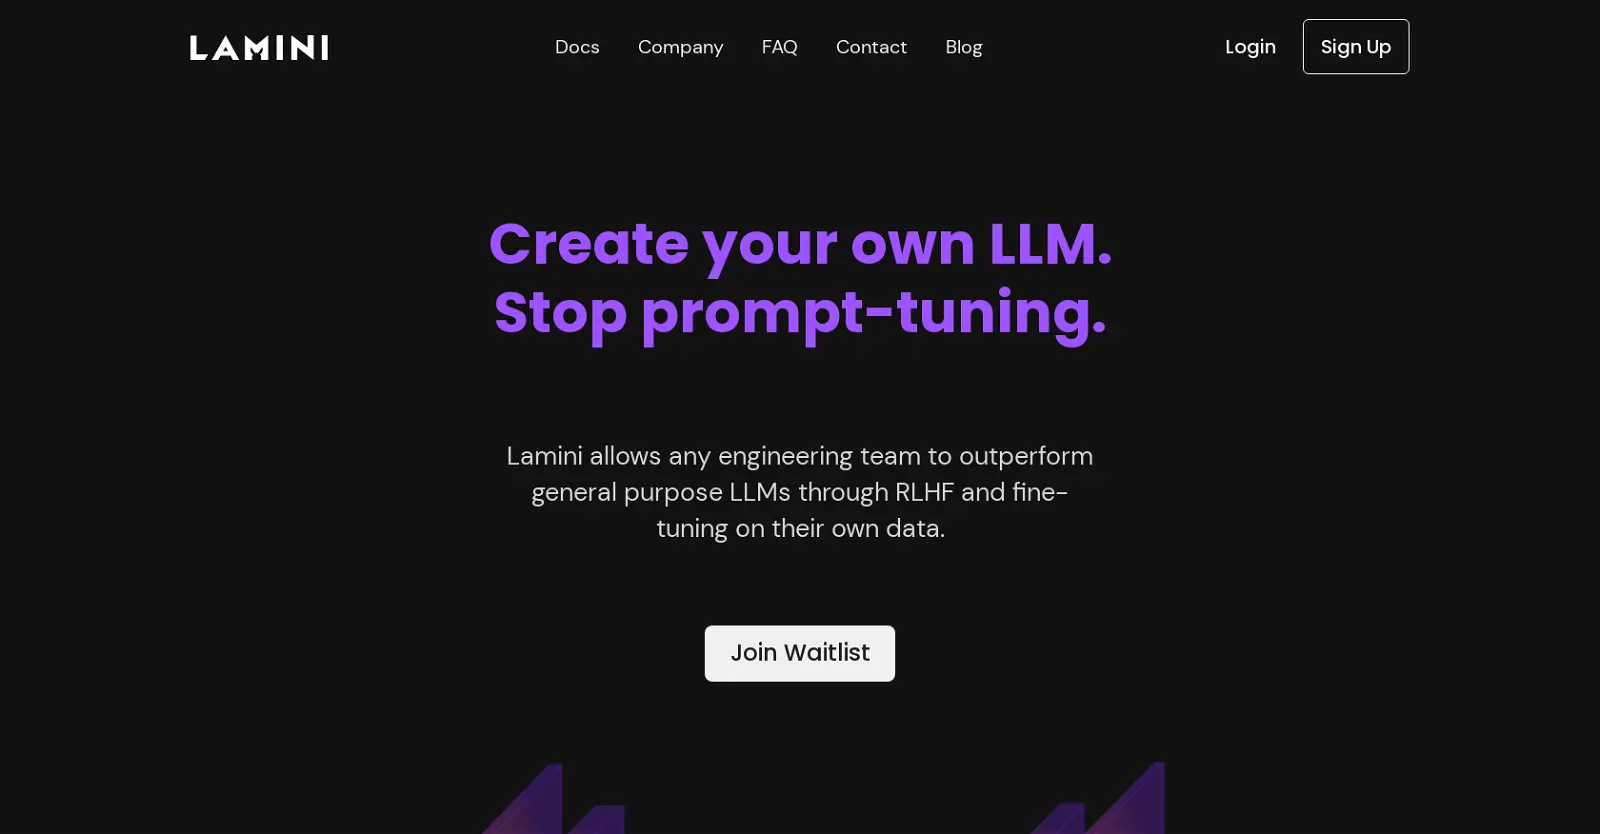 LAMINI
Docs Company FAQ Contact Blog
Login
Sign Up
Create your own LLM.
Stop prompt-tuning.
Lamini allows any engineering team to outperform
general purpose LLMs through RLHF and fine-
tuning on their own data.
Join Waitlist